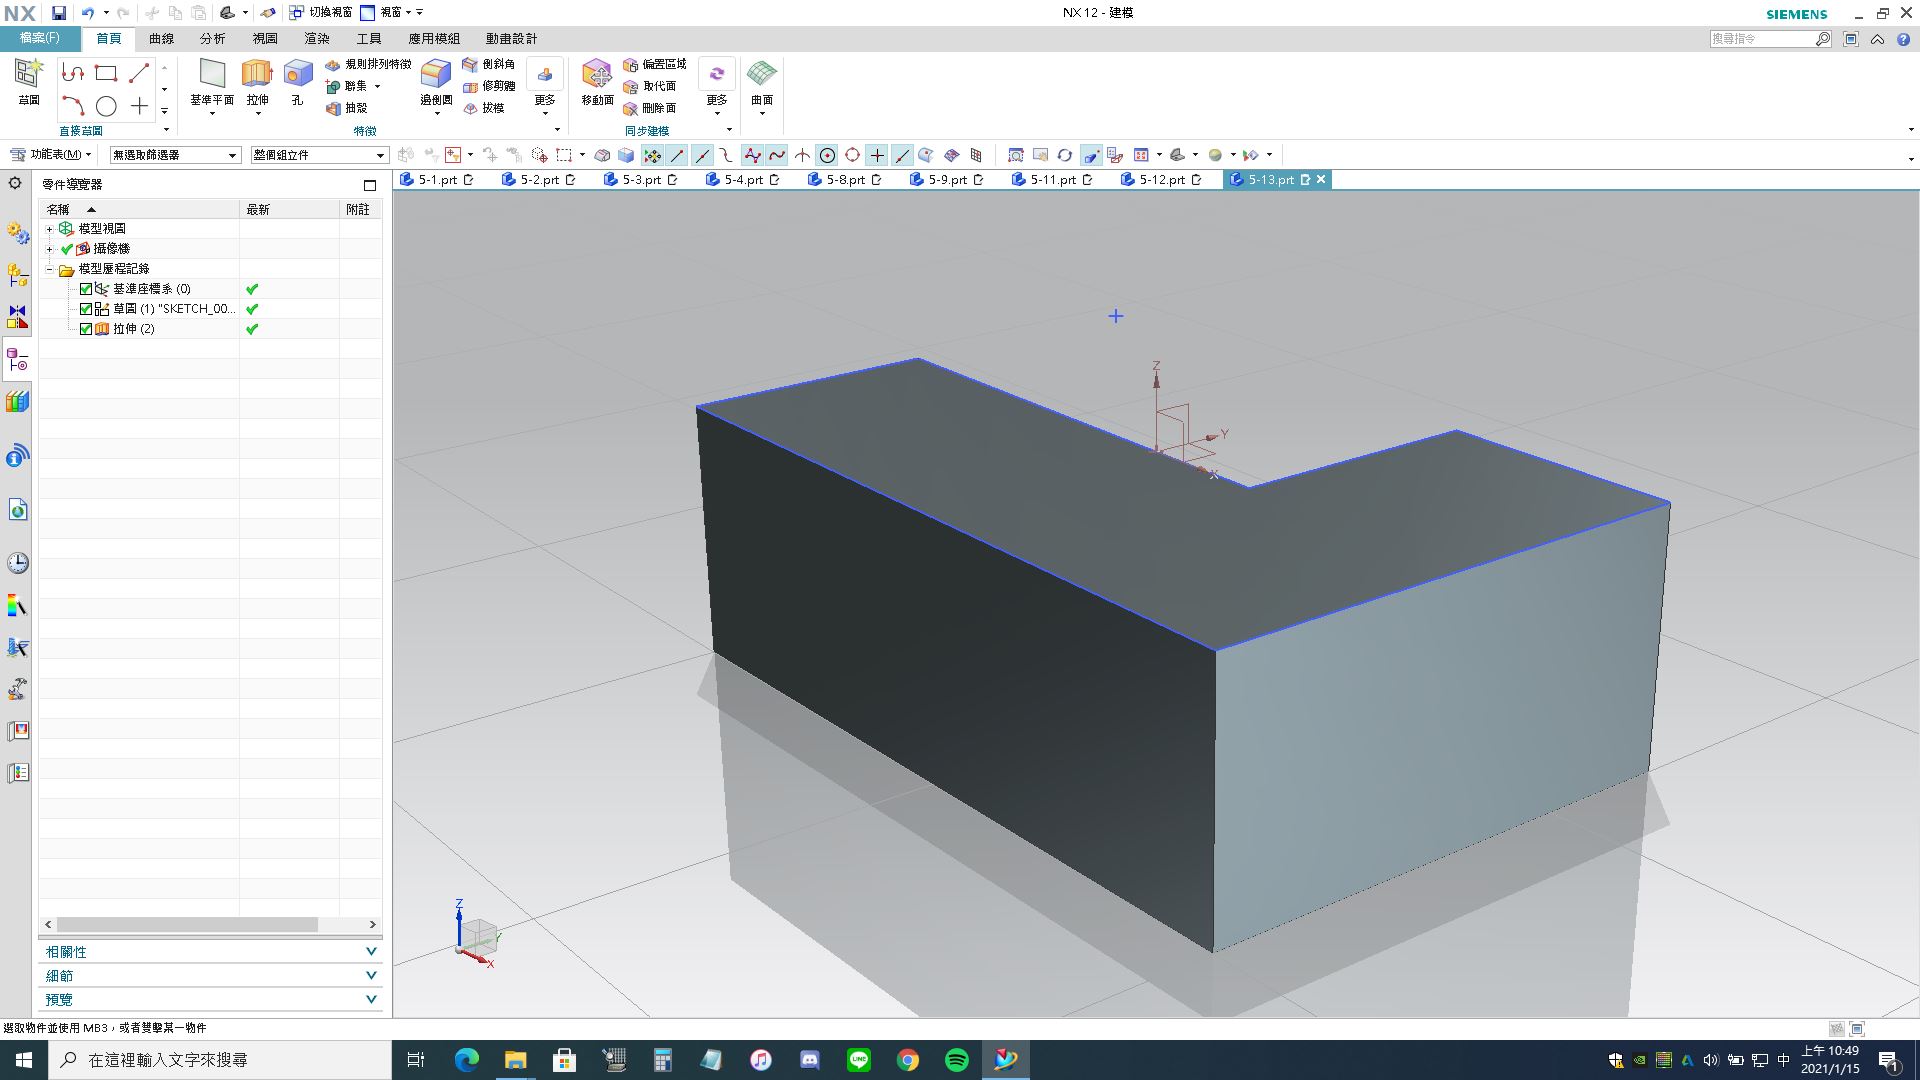 NX 切換視窗 視窗 NX 12 - 建模 SIEMENS
檔案(F) 首頁 曲線 分析 視圖 渲染 工具 應用模組 動畫設計 搜尋指令
草圖 基準平面 拉伸 孔 規則排列特徵 聯集 抽殼 邊倒圓 倒斜角 修剪體 拔模 更多 移動面 偏置區域 取代面 刪除面 更多 曲面
直接草圖 特徵 同步建模
功能表(M) 無選取篩選器 整個組立件
零件導覽器 5-1.prt 5-2.prt 5-3.prt 5-4.prt 5-8.prt 5-9.prt 5-11.prt 5-12.prt 5-13.prt
名稱 最新 附註
模型視圖
攝像機
模型歷程記錄
基準座標系 (0)
草圖 (1) "SKETCH_00...
拉伸 (2)
Z
Y
X
Z
Y
X
相關性
細節
預覽
選取物件並使用 MB3，或者雙擊某一物件
在這裡輸入文字來搜尋 LINE 中 上午 10:49
2021/1/15 1